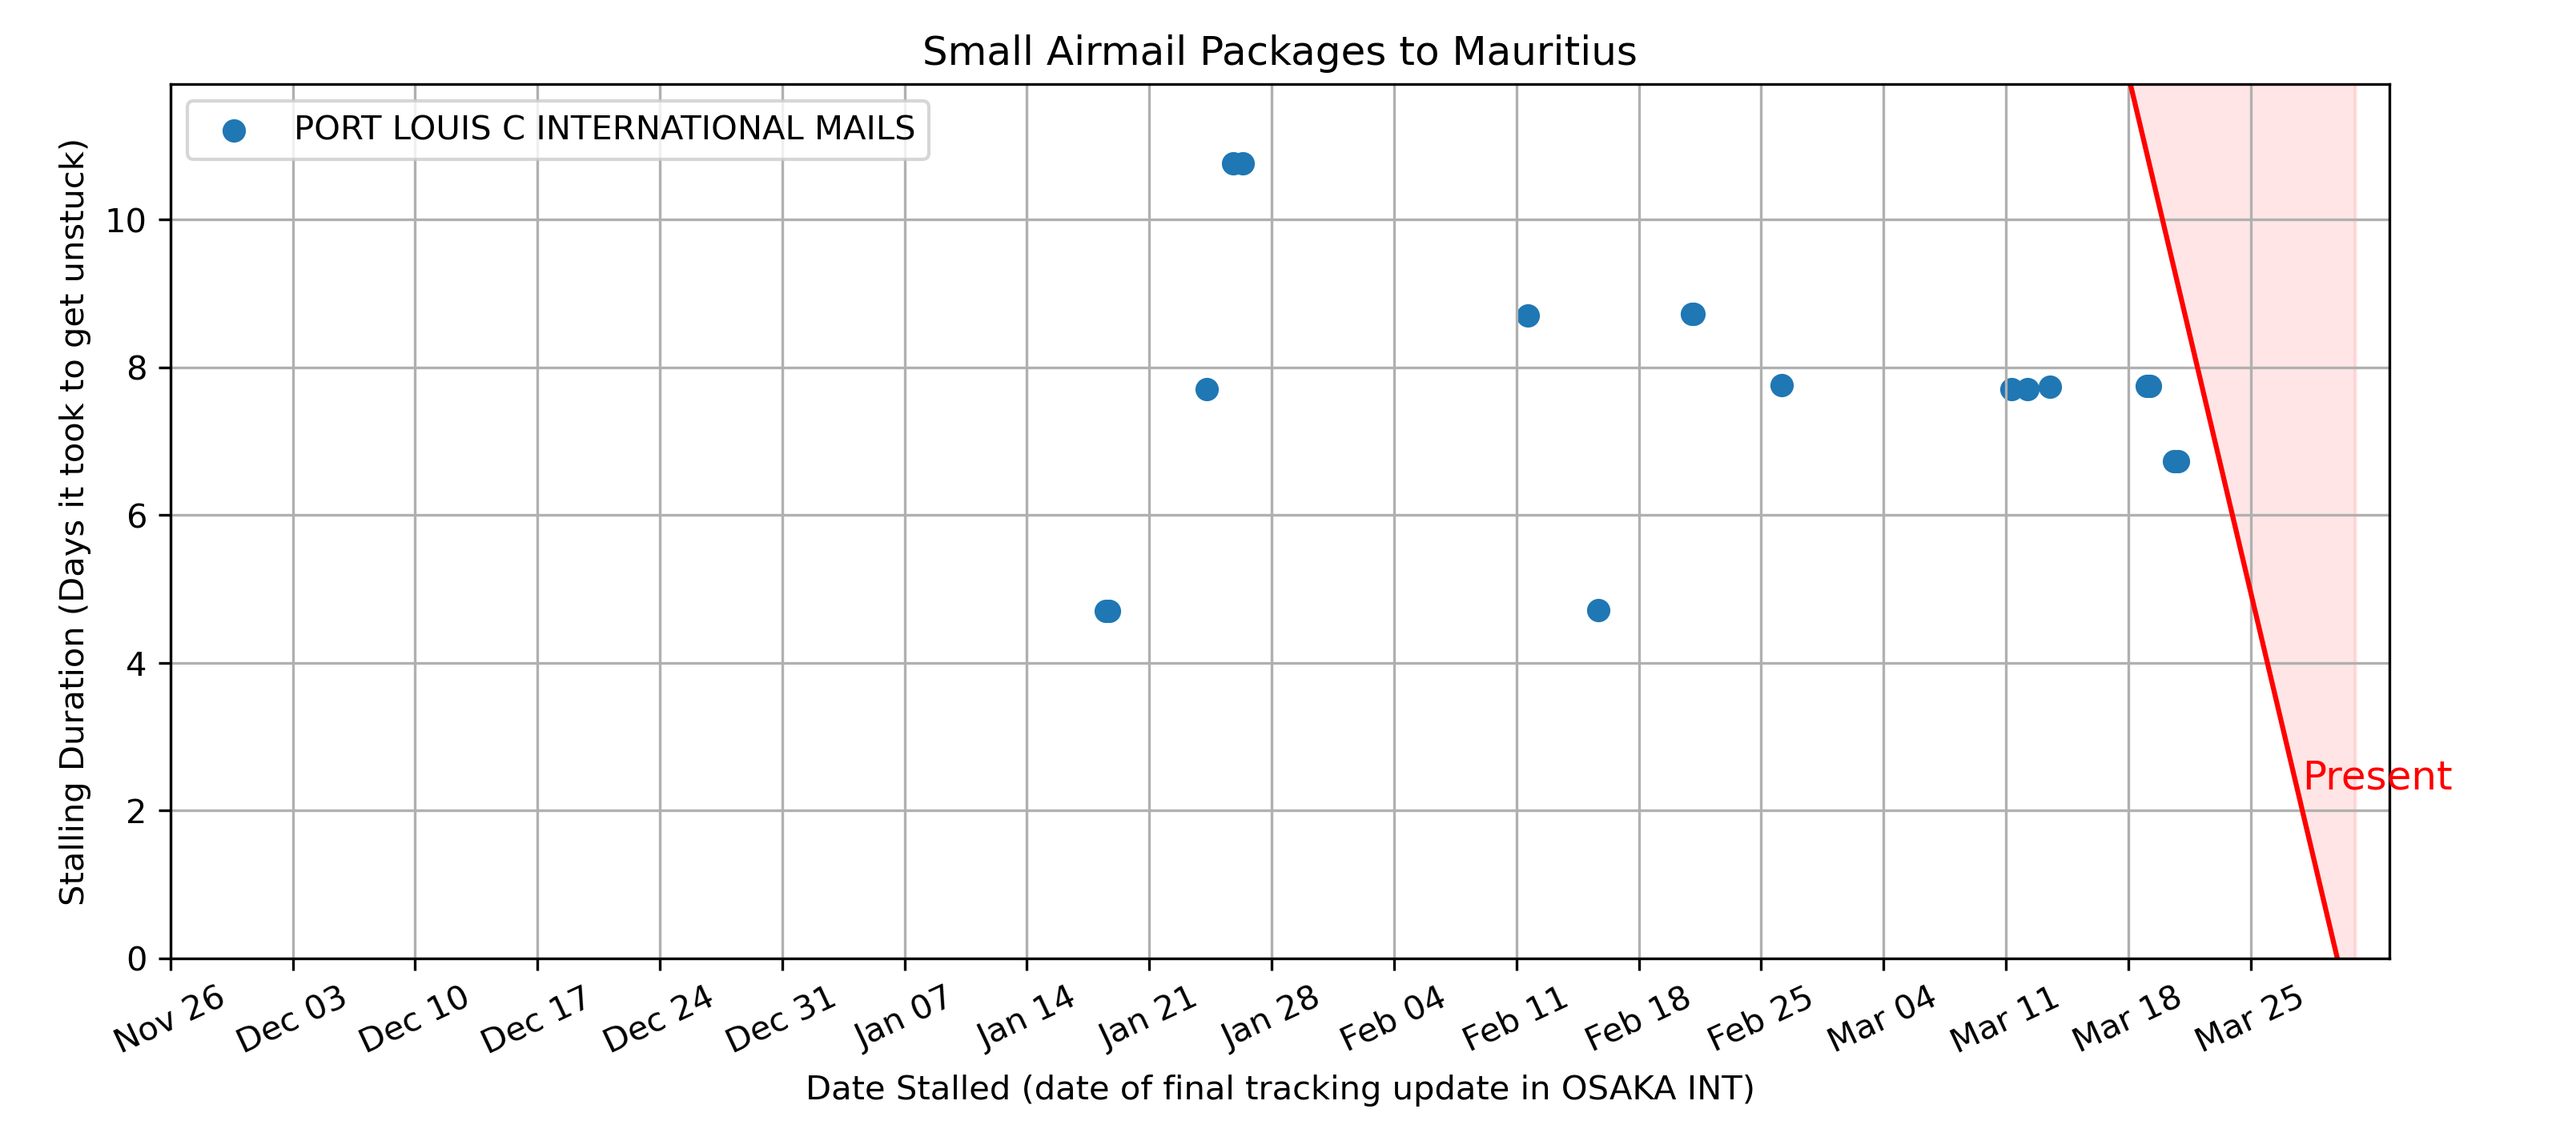 Small Airmail Packages to Mauritius
PORT LOUIS C INTERNATIONAL MAILS
Stalling Duration (Days it took to get unstuck)
10
8
6
4
2
0
Present
Nov 26
Dec 03
Dec 10
Dec 17
Dec 24
Dec 31
Jan 07
Jan 14
Jan 21
Jan 28
Feb 04
Feb 11
Feb 18
Feb 25
Mar 04
Mar 11
Mar 18
Mar 25
Date Stalled (date of final tracking update in OSAKA INT)